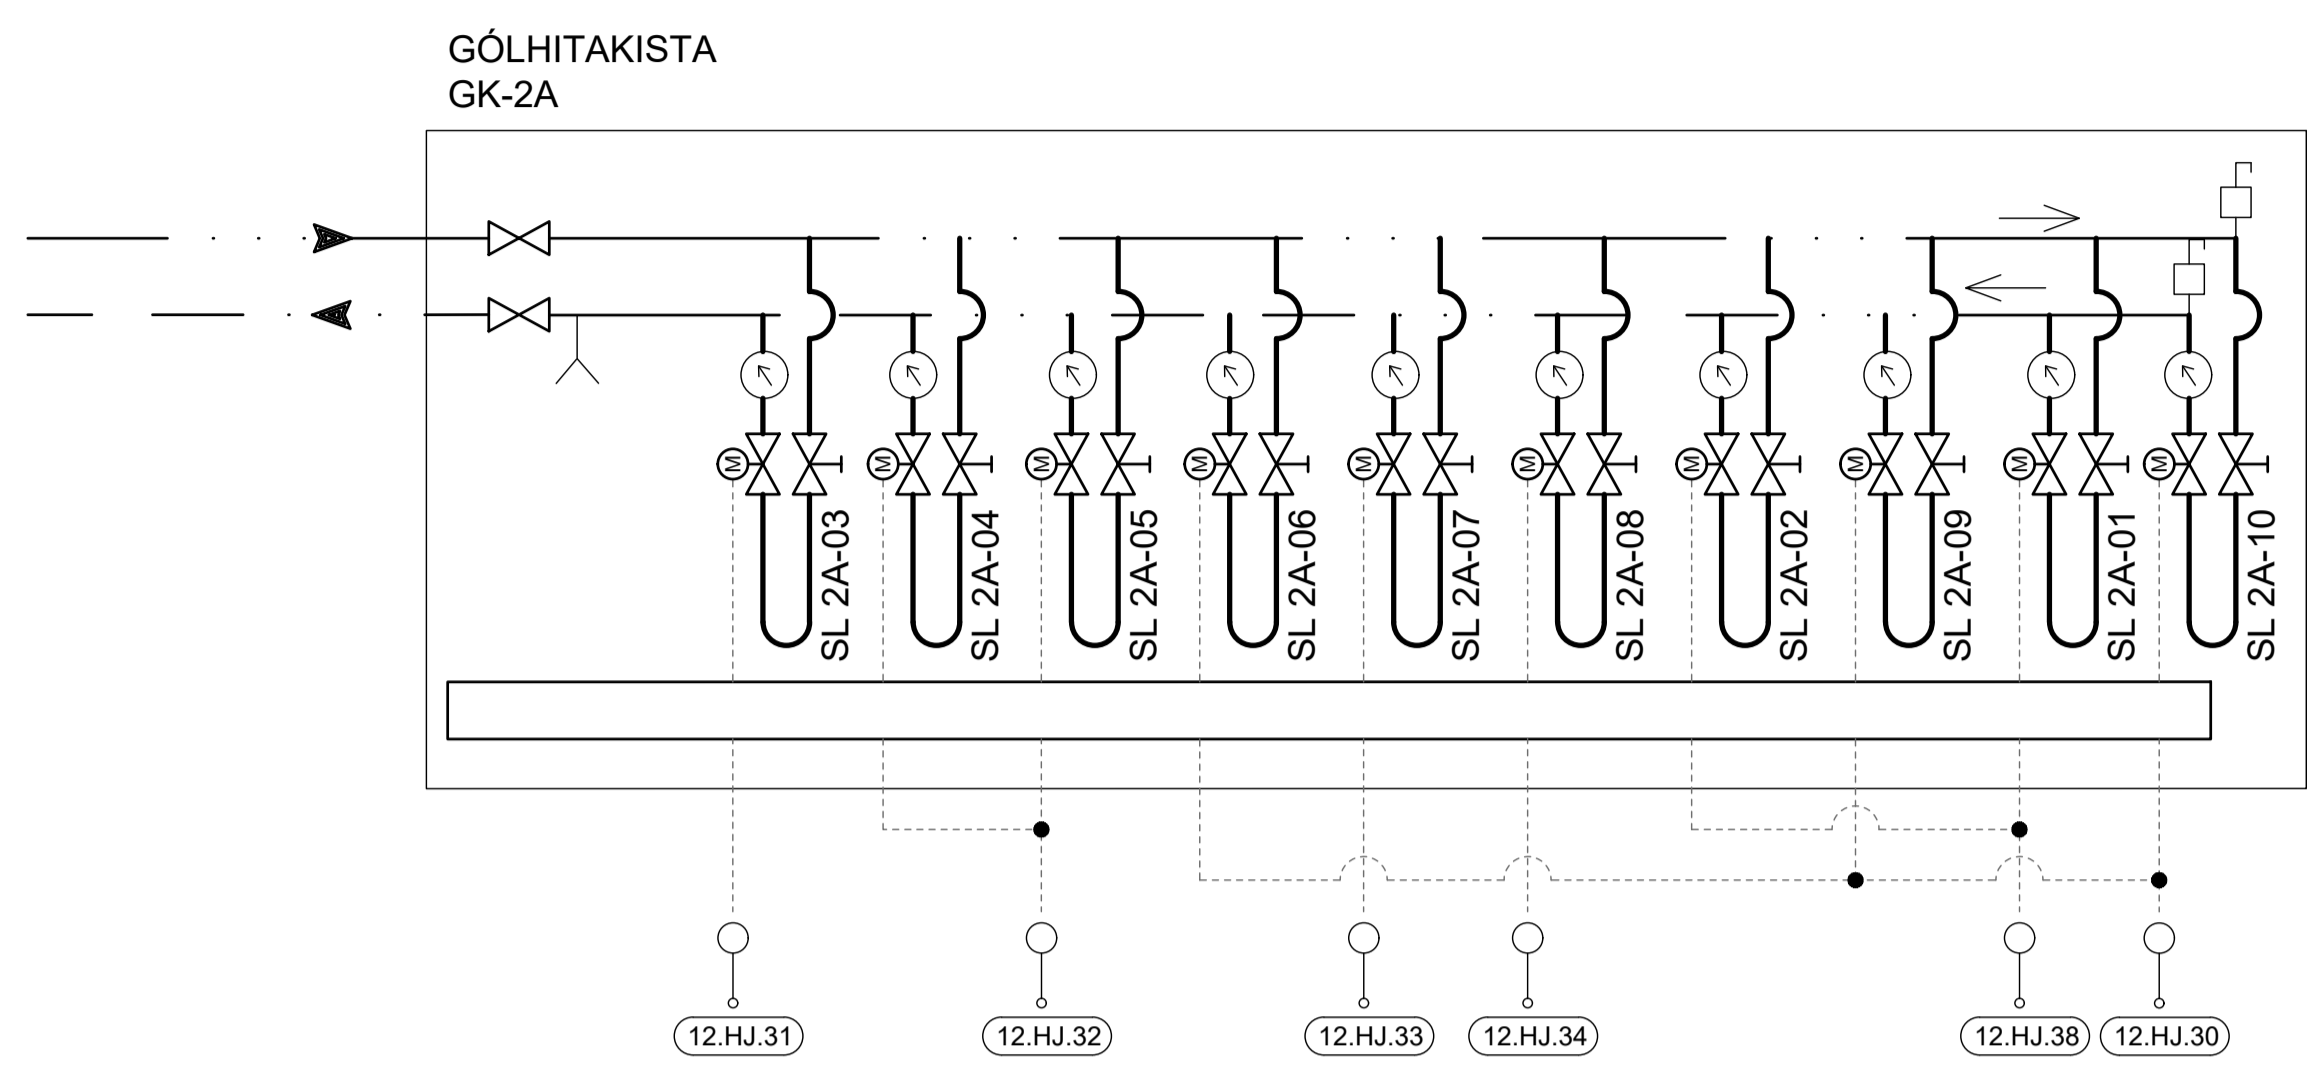 GÓLHITAKISTA
GK-2A
M
M
M
M
M
M
M
M
M
M
SL 2A-03
SL 2A-04
SL 2A-05
SL 2A-06
SL 2A-07
SL 2A-08
SL 2A-02
SL 2A-09
SL 2A-01
SL 2A-10
12.HJ.31
12.HJ.32
12.HJ.33
12.HJ.34
12.HJ.38
12.HJ.30